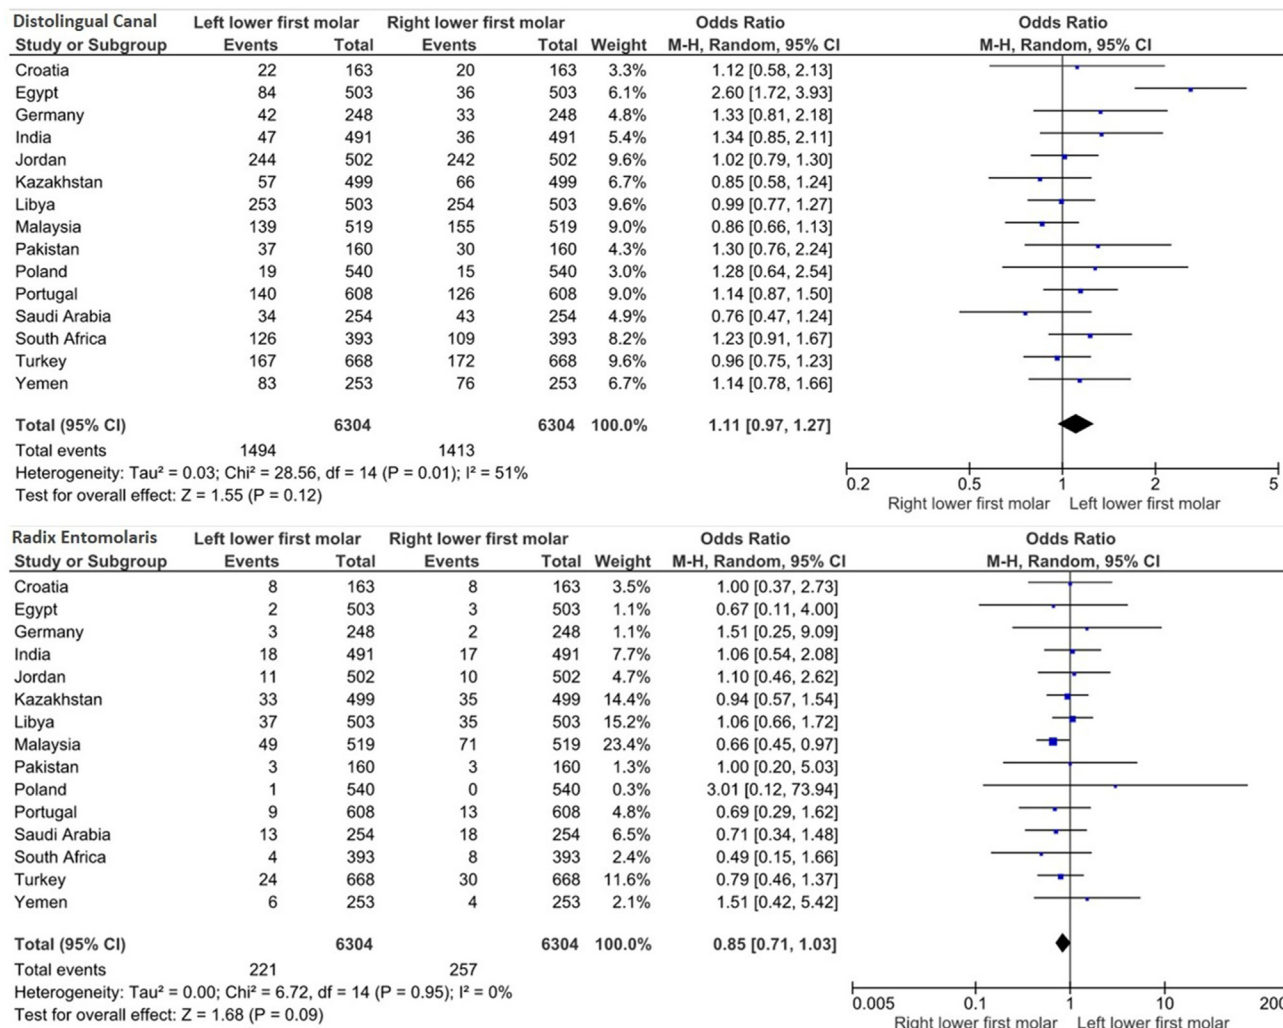 Distolingual Canal Left lower first molar Right lower first molar Odds Ratio Odds Ratio
Study or Subgroup Events Total Events Total Weight M-H, Random, 95% CI M-H, Random, 95% CI
Croatia 22 163 20 163 3.3% 1.12 [0.58, 2.13]
Egypt 84 503 36 503 6.1% 2.60 [1.72, 3.93]
Germany 42 248 33 248 4.8% 1.33 [0.81, 2.18]
India 47 491 36 491 5.4% 1.34 [0.85, 2.11]
Jordan 244 502 242 502 9.6% 1.02 [0.79, 1.30]
Kazakhstan 57 499 66 499 6.7% 0.85 [0.58, 1.24]
Libya 253 503 254 503 9.6% 0.99 [0.77, 1.27]
Malaysia 139 519 155 519 9.0% 0.86 [0.66, 1.13]
Pakistan 37 160 30 160 4.3% 1.30 [0.76, 2.24]
Poland 19 540 15 540 3.0% 1.28 [0.64, 2.54]
Portugal 140 608 126 608 9.0% 1.14 [0.87, 1.50]
Saudi Arabia 34 254 43 254 4.9% 0.76 [0.47, 1.24]
South Africa 126 393 109 393 8.2% 1.23 [0.91, 1.67]
Turkey 167 668 172 668 9.6% 0.96 [0.75, 1.23]
Yemen 83 253 76 253 6.7% 1.14 [0.78, 1.66]
Total (95% CI) 6304 6304 100.0% 1.11 [0.97, 1.27]
Total events 1494 1413
Heterogeneity: Tau² = 0.03; Chi² = 28.56, df = 14 (P = 0.01); I² = 51%
Test for overall effect: Z = 1.55 (P = 0.12)
0.2 0.5 1 2 5
Right lower first molar Left lower first molar
Radix Entomolaris Left lower first molar Right lower first molar Odds Ratio Odds Ratio
Study or Subgroup Events Total Events Total Weight M-H, Random, 95% CI M-H, Random, 95% CI
Croatia 8 163 8 163 3.5% 1.00 [0.37, 2.73]
Egypt 2 503 3 503 1.1% 0.67 [0.11, 4.00]
Germany 3 248 2 248 1.1% 1.51 [0.25, 9.09]
India 18 491 17 491 7.7% 1.06 [0.54, 2.08]
Jordan 11 502 10 502 4.7% 1.10 [0.46, 2.62]
Kazakhstan 33 499 35 499 14.4% 0.94 [0.57, 1.54]
Libya 37 503 35 503 15.2% 1.06 [0.66, 1.72]
Malaysia 49 519 71 519 23.4% 0.66 [0.45, 0.97]
Pakistan 3 160 3 160 1.3% 1.00 [0.20, 5.03]
Poland 1 540 0 540 0.3% 3.01 [0.12, 73.94]
Portugal 9 608 13 608 4.8% 0.69 [0.29, 1.62]
Saudi Arabia 13 254 18 254 6.5% 0.71 [0.34, 1.48]
South Africa 4 393 8 393 2.4% 0.49 [0.15, 1.66]
Turkey 24 668 30 668 11.6% 0.79 [0.46, 1.37]
Yemen 6 253 4 253 2.1% 1.51 [0.42, 5.42]
Total (95% CI) 6304 6304 100.0% 0.85 [0.71, 1.03]
Total events 221 257
Heterogeneity: Tau² = 0.00; Chi² = 6.72, df = 14 (P = 0.95); I² = 0%
Test for overall effect: Z = 1.68 (P = 0.09)
0.005 0.1 1 10 200
Right lower first molar Left lower first molar